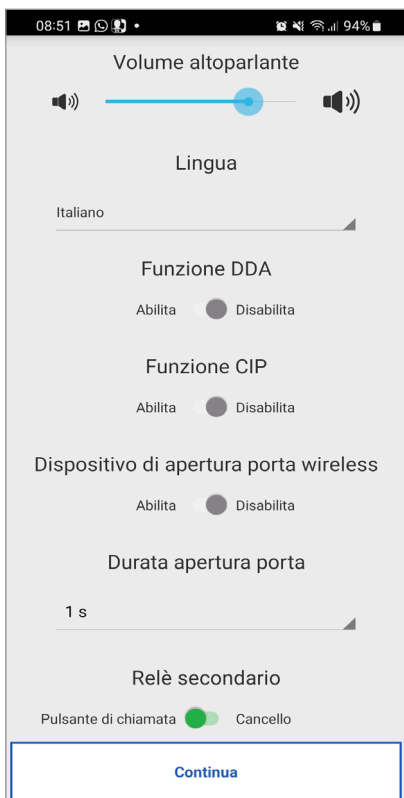 08:51 94%
Volume altoparlante
Lingua
Italiano
Funzione DDA
Abilita Disabilita
Funzione CIP
Abilita Disabilita
Dispositivo di apertura porta wireless
Abilita Disabilita
Durata apertura porta
1 s
Relè secondario
Pulsante di chiamata Cancello
Continua